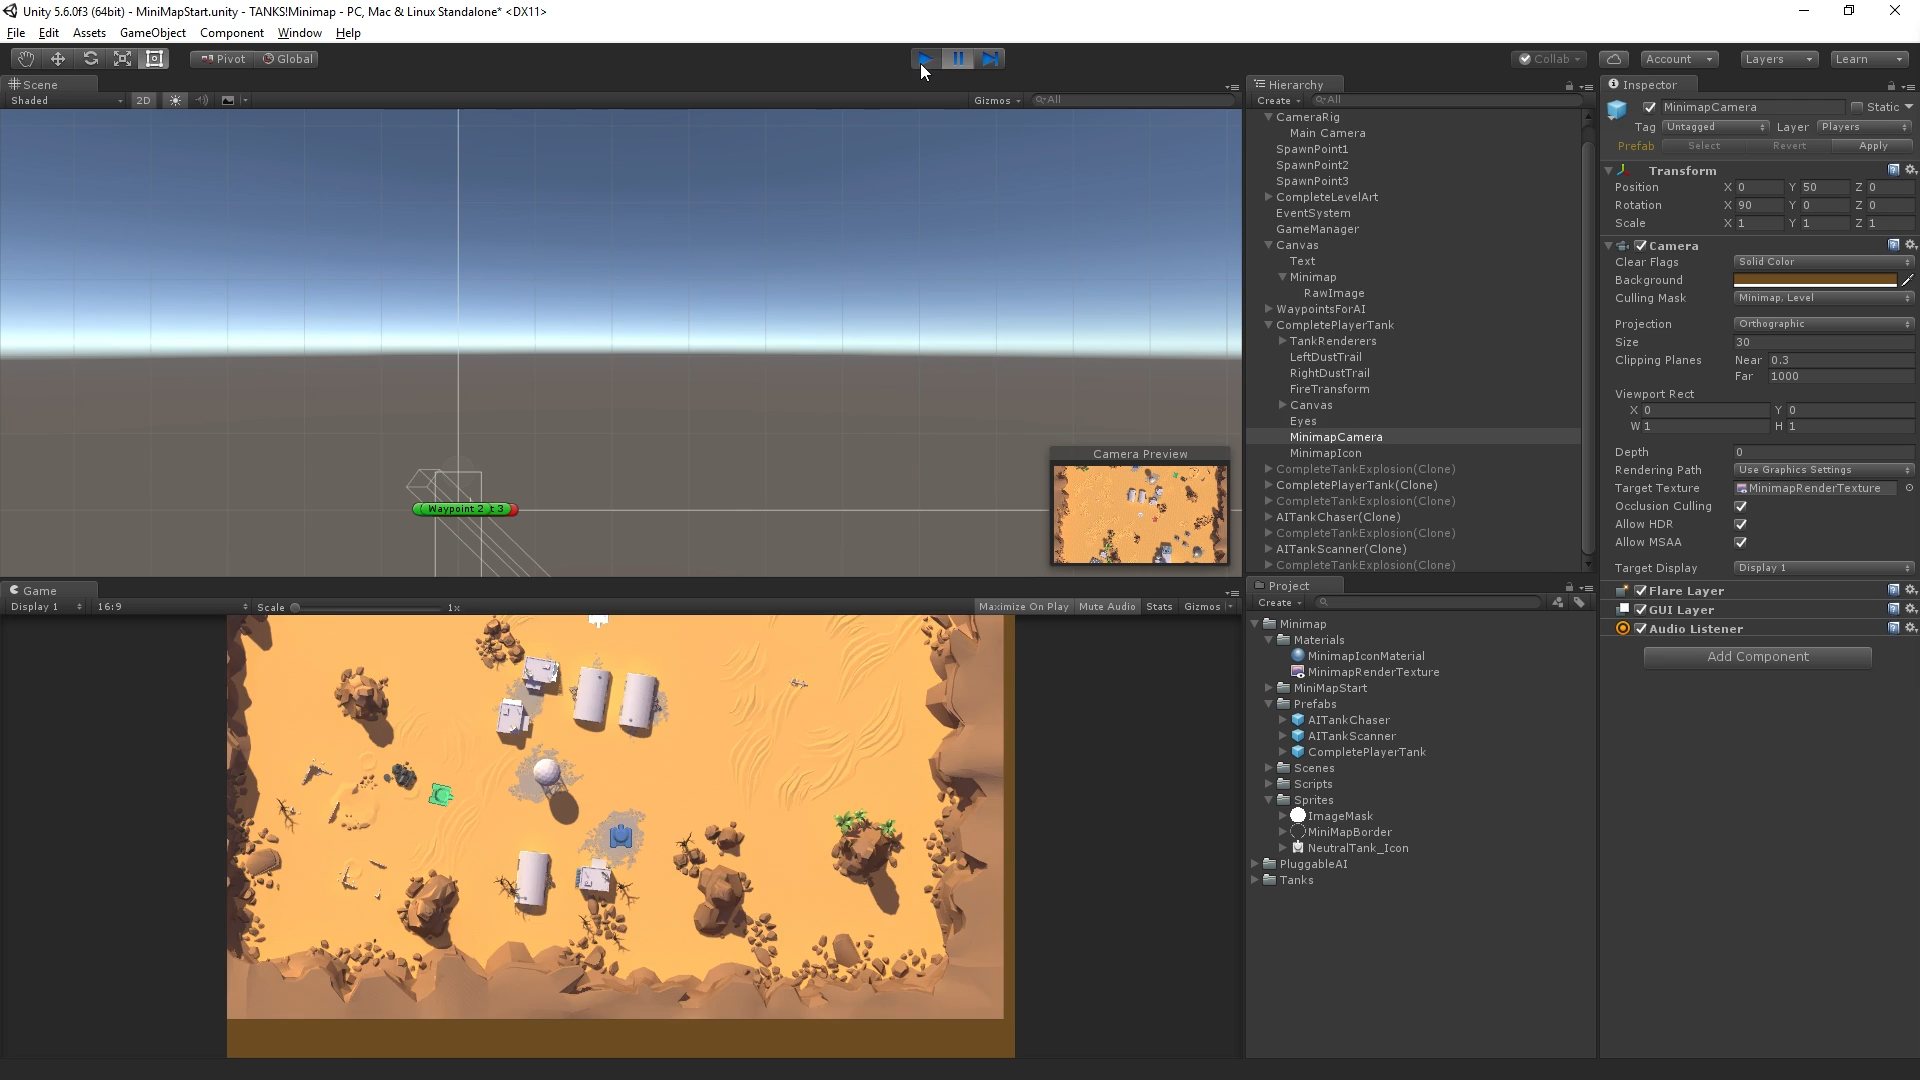 Unity 5.6.0f3 (64bit) - MiniMapStart.unity - TANKS!Minimap - PC, Mac & Linux Standalone* <DX11>
File Edit Assets GameObject Component Window Help
Pivot Global Collab Account Layers Learn
Scene
Shaded 2D Gizmos All
Camera Preview
Waypoint 2 t 3
Game
Display 1 16:9 Scale 1x Maximize On Play Mute Audio Stats Gizmos
Hierarchy
Create All
CameraRig
Main Camera
SpawnPoint1
SpawnPoint2
SpawnPoint3
CompleteLevelArt
EventSystem
GameManager
Canvas
Text
Minimap
RawImage
WaypointsForAI
CompletePlayerTank
TankRenderers
LeftDustTrail
RightDustTrail
FireTransform
Canvas
Eyes
MinimapCamera
MinimapIcon
CompleteTankExplosion(Clone)
CompletePlayerTank(Clone)
CompleteTankExplosion(Clone)
AITankChaser(Clone)
CompleteTankExplosion(Clone)
AITankScanner(Clone)
CompleteTankExplosion(Clone)
Project
Create
Minimap
Materials
MinimapIconMaterial
MinimapRenderTexture
MiniMapStart
Prefabs
AITankChaser
AITankScanner
CompletePlayerTank
Scenes
Scripts
Sprites
ImageMask
MiniMapBorder
NeutralTank_Icon
PluggableAI
Tanks
Inspector
MinimapCamera Static
Tag Untagged Layer Players
Prefab Select Revert Apply
Transform
Position X 0 Y 50 Z 0
Rotation X 90 Y 0 Z 0
Scale X 1 Y 1 Z 1
Camera
Clear Flags Solid Color
Background
Culling Mask Minimap, Level
Projection Orthographic
Size 30
Clipping Planes Near 0.3
Far 1000
Viewport Rect
X 0 Y 0
W 1 H 1
Depth 0
Rendering Path Use Graphics Settings
Target Texture MinimapRenderTexture
Occlusion Culling
Allow HDR
Allow MSAA
Target Display Display 1
Flare Layer
GUI Layer
Audio Listener
Add Component